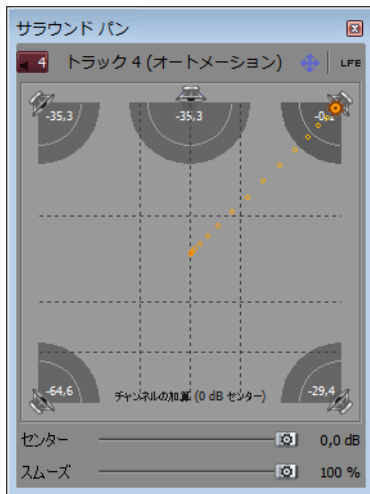 サラウンド パン
4 トラック 4 (オートメーション) LFE
-35,3 -35,3
-64,6 チャンネルの加算 (0 dB センター) -29,4
センター 0,0 dB
スムーズ 100 %